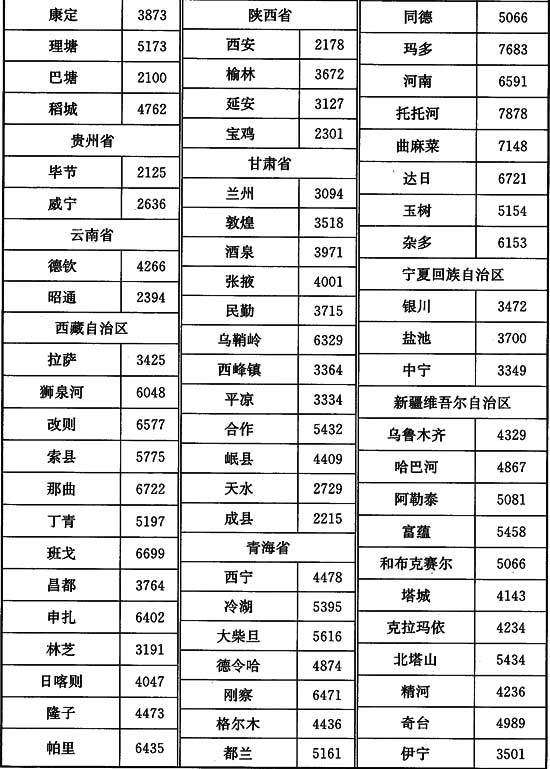 康定 3873
理塘 5173
巴塘 2100
稻城 4762
贵州省
毕节 2125
威宁 2636
云南省
德钦 4266
昭通 2394
西藏自治区
拉萨 3425
狮泉河 6048
改则 6577
索县 5775
那曲 6722
丁青 5197
班戈 6699
昌都 3764
申扎 6402
林芝 3191
日喀则 4047
隆子 4473
帕里 6435
陕西省
西安 2178
榆林 3672
延安 3127
宝鸡 2301
甘肃省
兰州 3094
敦煌 3518
酒泉 3971
张掖 4001
民勤 3715
乌鞘岭 6329
西峰镇 3364
平凉 3334
合作 5432
岷县 4409
天水 2729
成县 2215
青海省
西宁 4478
冷湖 5395
大柴旦 5616
德令哈 4874
刚察 6471
格尔木 4436
都兰 5161
同德 5066
玛多 7683
河南 6591
托托河 7878
曲麻菜 7148
达日 6721
玉树 5154
杂多 6153
宁夏回族自治区
银川 3472
盐池 3700
中宁 3349
新疆维吾尔自治区
乌鲁木齐 4329
哈巴河 4867
阿勒泰 5081
富蕴 5458
和布克赛尔 5066
塔城 4143
克拉玛依 4234
北塔山 5434
精河 4236
奇台 4989
伊宁 3501